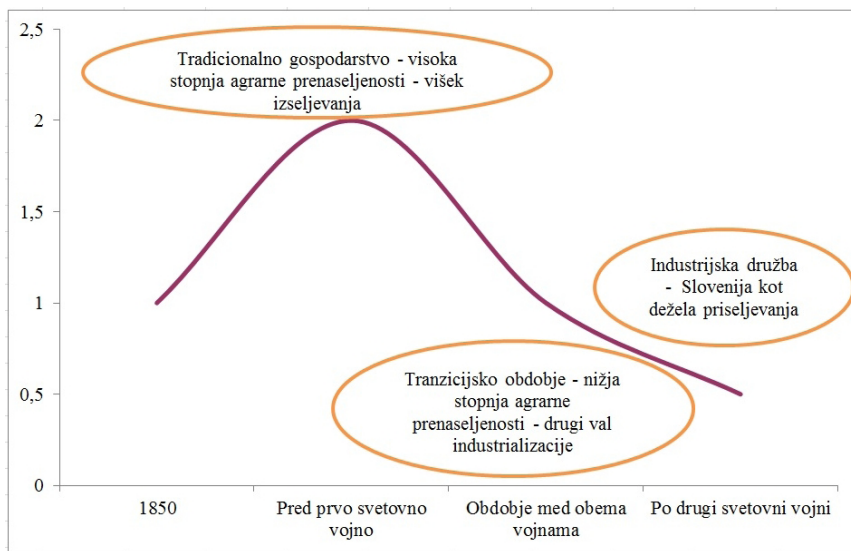 2,5
2
1,5
1
0,5
0
Tradicionalno gospodarstvo - visoka
stopnja agrarne prenaseljenosti - višek
izseljevanja
Industrijska družba
- Slovenija kot
dežela priseljevanja
Tranzicijsko obdobje - nižja
stopnja agrarne
prenaseljenosti - drugi val
industrializacije
1850
Pred prvo svetovno
vojno
Obdobje med obema
vojnama
Po drugi svetovni vojni